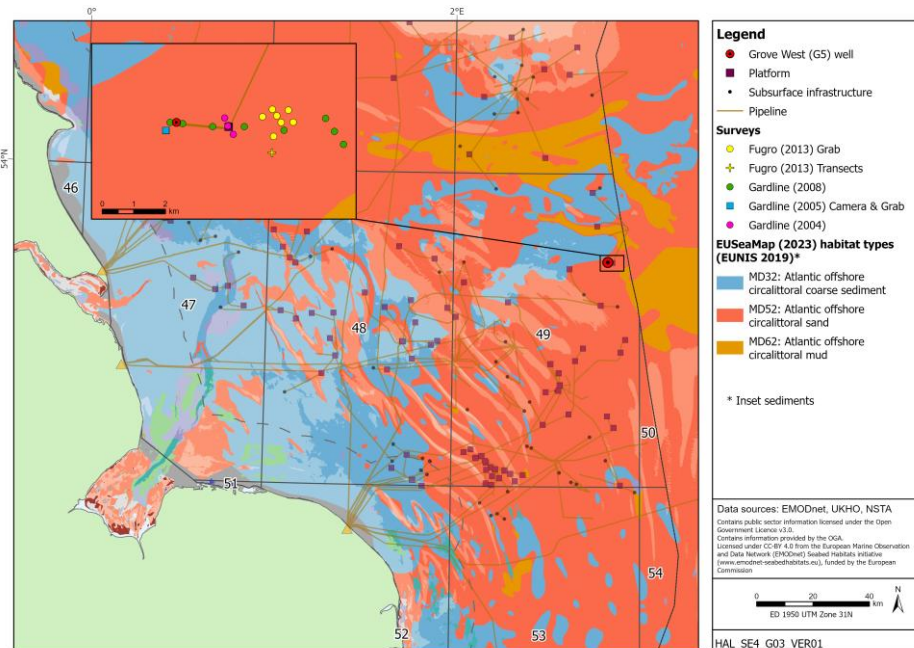 0°
2°E
54°N
46
0 1 2
km
47
48
49
50
51
52
53
54
Legend
Grove West (G5) well
Platform
Subsurface infrastructure
Pipeline
Surveys
Fugro (2013) Grab
Fugro (2013) Transects
Gardline (2008)
Gardline (2005) Camera & Grab
Gardline (2004)
EUSeaMap (2023) habitat types
(EUNIS 2019)*
MD32: Atlantic offshore
circalittoral coarse sediment
MD52: Atlantic offshore
circalittoral sand
MD62: Atlantic offshore
circalittoral mud
* Inset sediments
Data sources: EMODnet, UKHO, NSTA
Contains public sector information licensed under the Open
Government Licence v3.0.
Contains information provided by the OGA.
Licensed under CC-BY 4.0 from the European Marine Observation
and Data Network (EMODnet) Seabed Habitats initiative
(www.emodnet-seabedhabitats.eu), funded by the European
Commission
0 20 40
km
N
ED 1950 UTM Zone 31N
HAL_SE4_G03_VER01